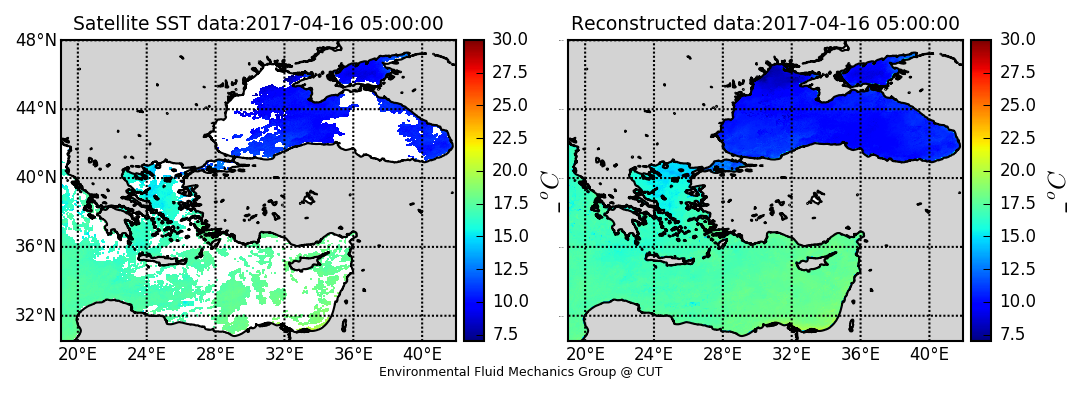 Satellite SST data:2017-04-16 05:00:00
Reconstructed data:2017-04-16 05:00:00
48°N
44°N
40°N
36°N
32°N
20°E 24°E 28°E 32°E 36°E 40°E
30.0
27.5
25.0
22.5
20.0
17.5
15.0
12.5
10.0
7.5
_ °C
20°E 24°E 28°E 32°E 36°E 40°E
30.0
27.5
25.0
22.5
20.0
17.5
15.0
12.5
10.0
7.5
_ °C
Environmental Fluid Mechanics Group @ CUT